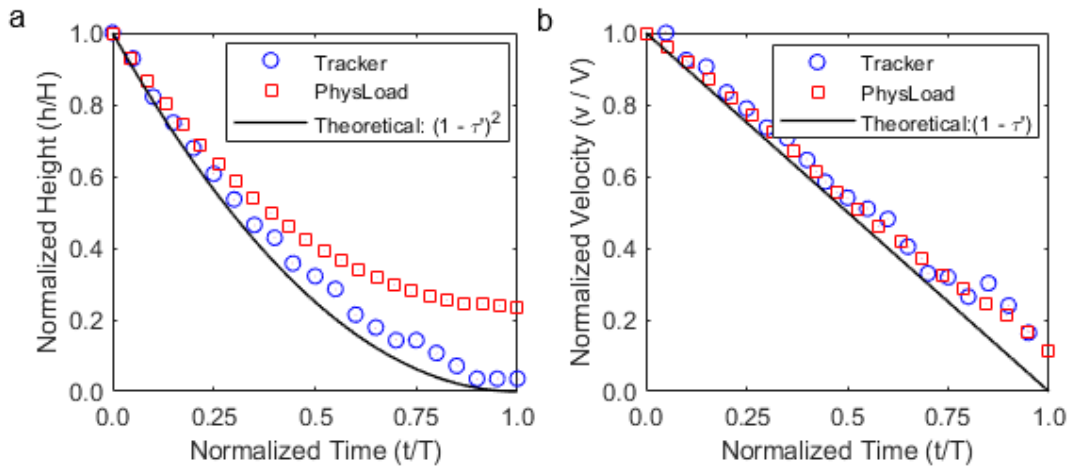 a
1.0
0.8
0.6
0.4
0.2
0.0
Normalized Height (h/H)
Tracker
PhysLoad
Theoretical: (1 - τ')²
0.0
0.25
0.5
0.75
1.0
Normalized Time (t/T)
b
1.0
0.8
0.6
0.4
0.2
0.0
Normalized Velocity (v / V)
Tracker
PhysLoad
Theoretical:(1 - τ')
0.0
0.25
0.50
0.75
1.0
Normalized Time (t/T)